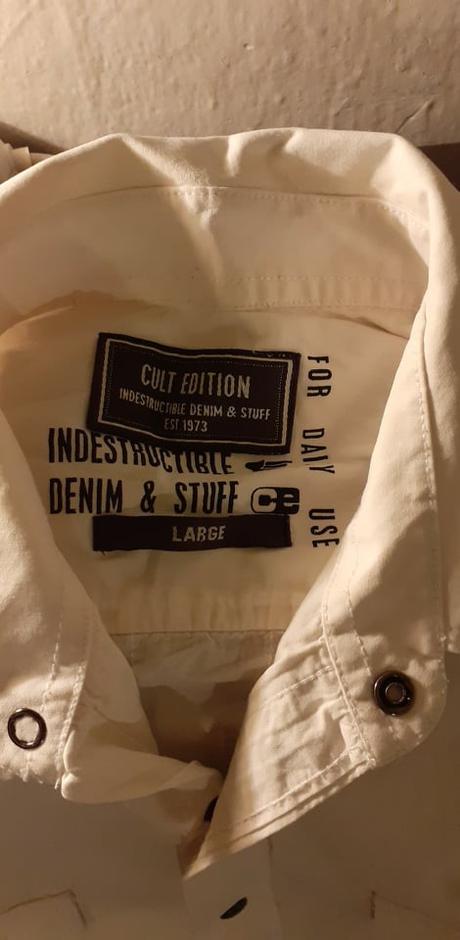 CULT EDITION
INDESTRUCTIBLE DENIM & STUFF
EST 1973
INDESTRUCTIBLE
DENIM & STUFF CE
LARGE
FOR DAILY USE